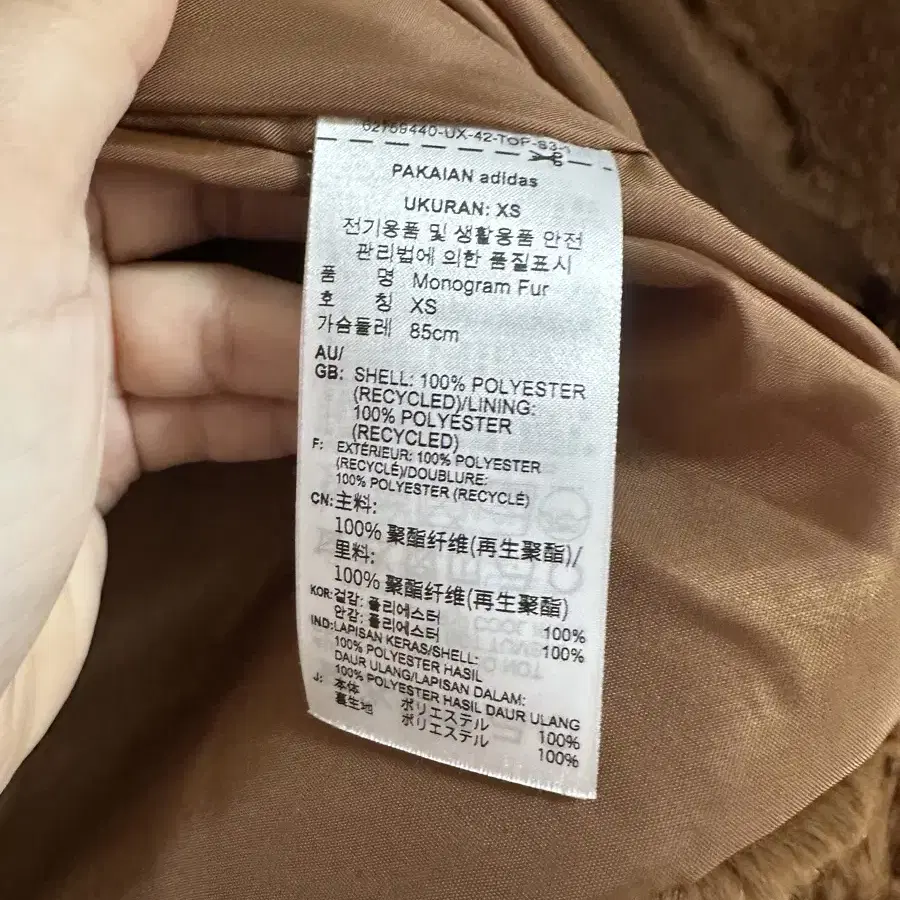 62759440-UX-42-TOP-S3-1
PAKAIAN adidas
UKURAN: XS
전기용품 및 생활용품 안전
관리법에 의한 품질표시
품 명 Monogram Fur
호 칭 XS
가슴둘레 85cm
AU/
GB: SHELL: 100% POLYESTER
(RECYCLED)/LINING:
100% POLYESTER
(RECYCLED)
F: EXTÉRIEUR: 100% POLYESTER
(RECYCLÉ)/DOUBLURE:
100% POLYESTER (RECYCLÉ)
CN: 主料:
100% 聚酯纤维(再生聚酯)/
里料:
100% 聚酯纤维(再生聚酯)
KOR: 겉감: 폴리에스터 100%
안감: 폴리에스터 100%
IND: LAPISAN KERAS/SHELL:
100% POLYESTER HASIL
DAUR ULANG/LAPISAN DALAM:
100% POLYESTER HASIL DAUR ULANG
J: 本体 ポリエステル 100%
裏生地 ポリエステル 100%